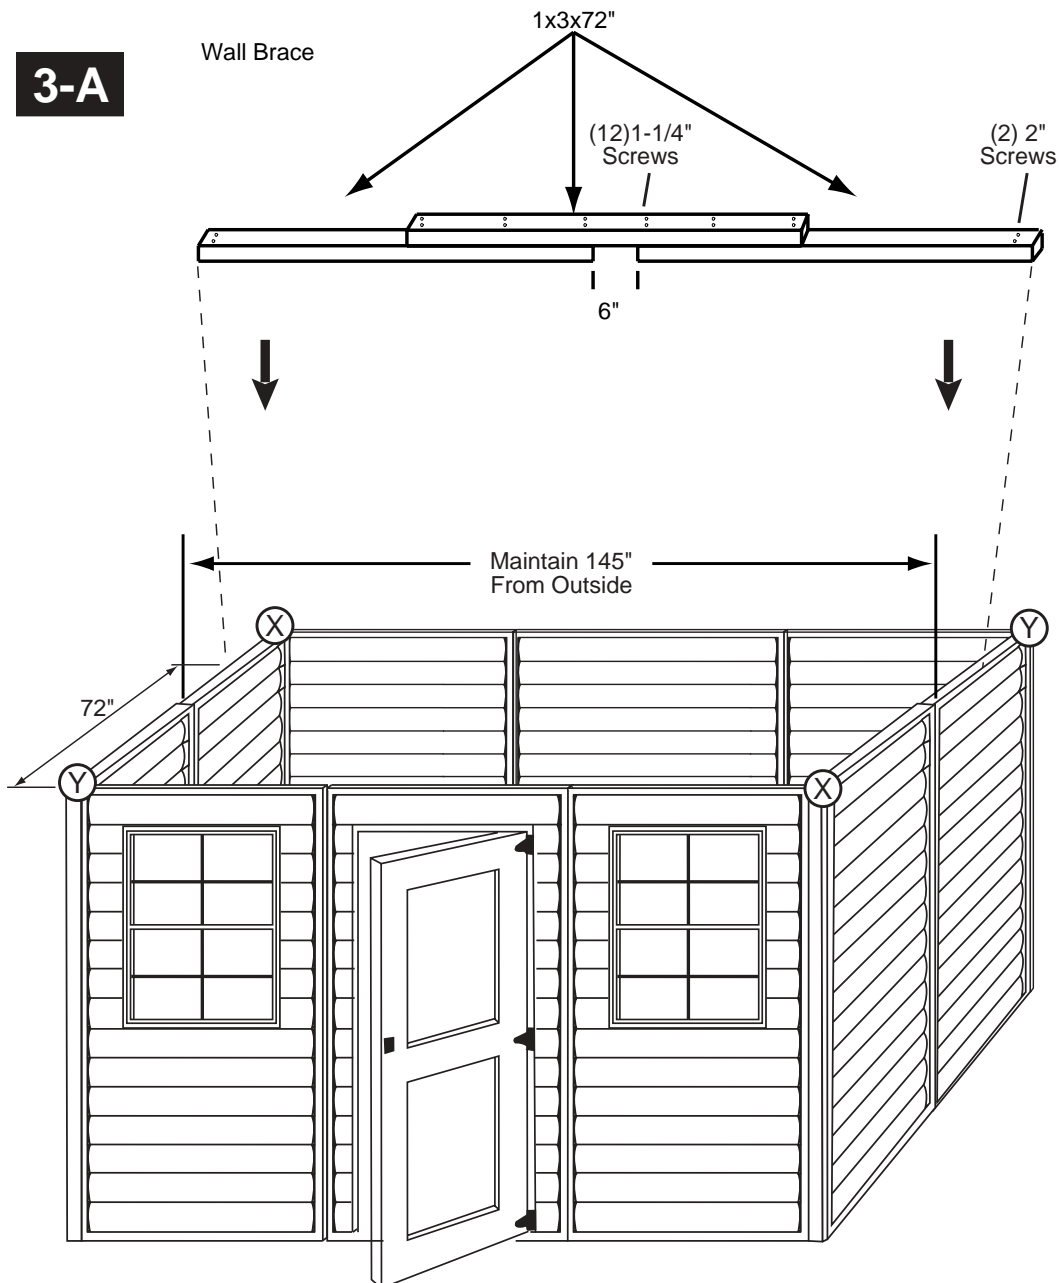 3-A
Wall Brace
1x3x72"
(12)1-1/4"
Screws
(2) 2"
Screws
6"
Maintain 145"
From Outside
X
Y
72"
Y
X